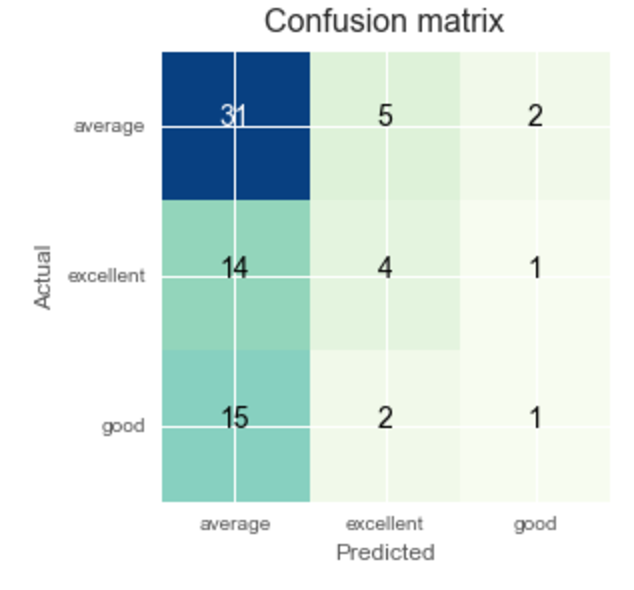 Confusion matrix
average 31 5 2
excellent 14 4 1
good 15 2 1
Actual
average excellent good
Predicted